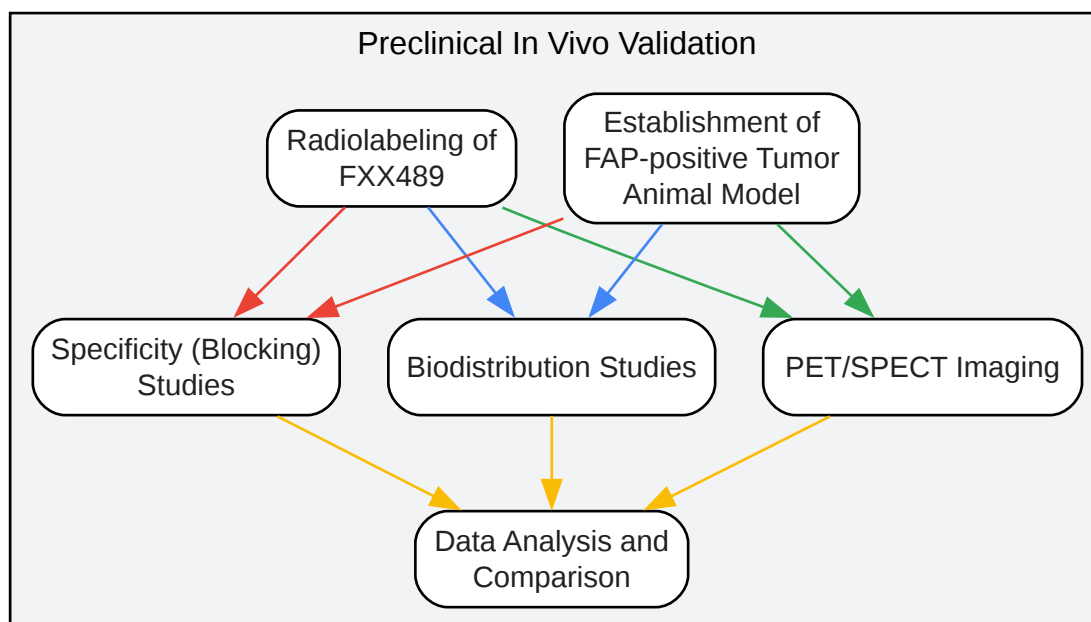 Preclinical In Vivo Validation
Radiolabeling of
FXX489
Establishment of
FAP-positive Tumor
Animal Model
Specificity (Blocking)
Studies
Biodistribution Studies
PET/SPECT Imaging
Data Analysis and
Comparison